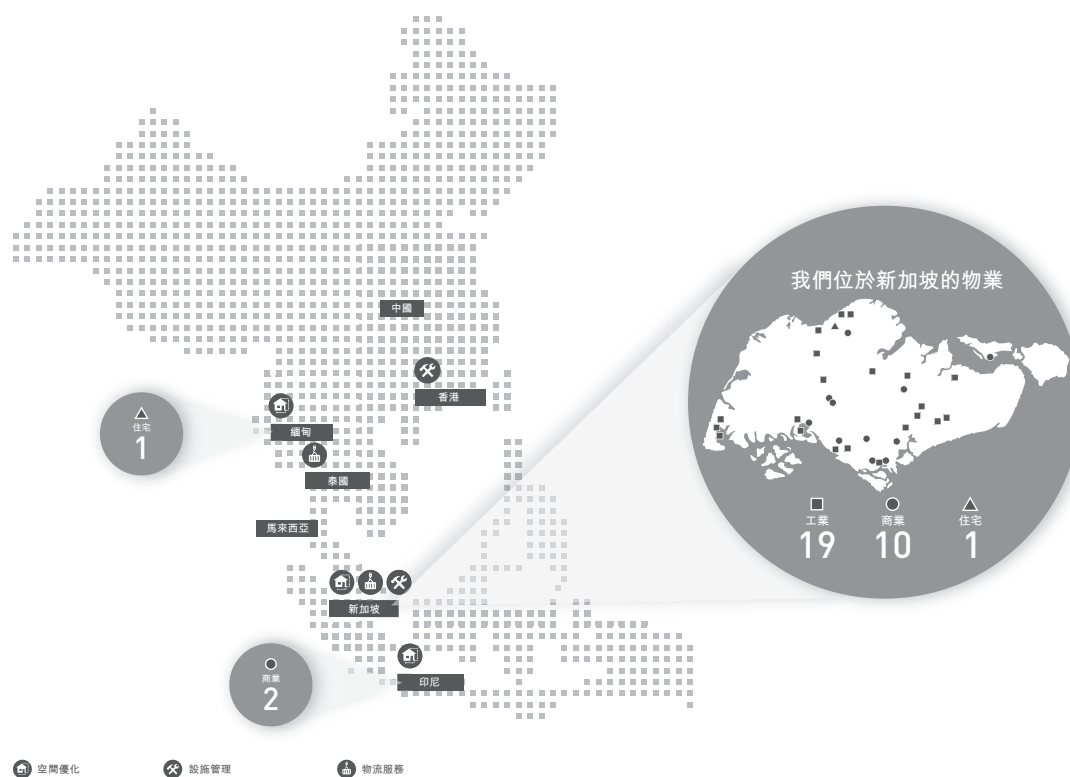 中國
香港
緬甸
住宅
1
泰國
馬來西亞
新加坡
印尼
商業
2
我們位於新加坡的物業
工業
19
商業
10
住宅
1
空間優化
設施管理
物流服務